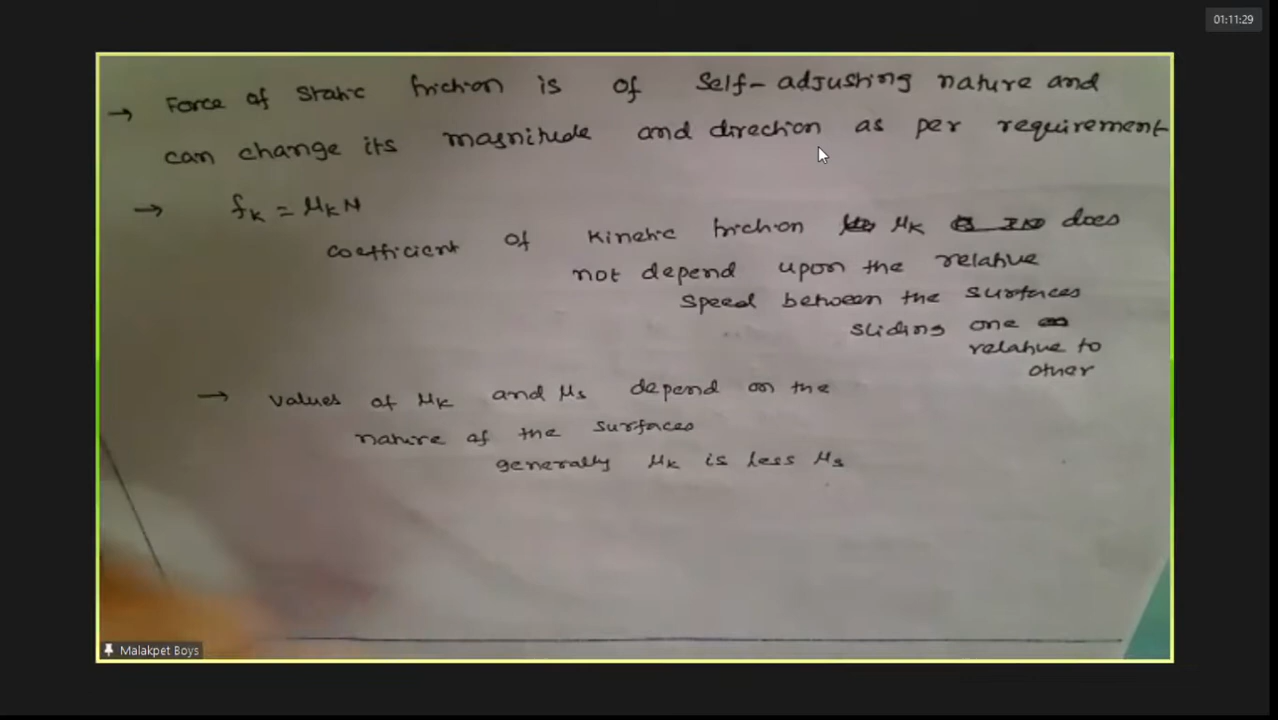 01:11:29
→ Force of static friction is of self-adjusting nature and
can change its magnitude and direction as per requirement
→ fₖ = μₖN
coefficient of kinetic friction μₖ does
not depend upon the relative
speed between the surfaces
sliding one
relative to
other
→ values of μₖ and μₛ depend on the
nature of the surfaces
generally μₖ is less μₛ
Malakpet Boys